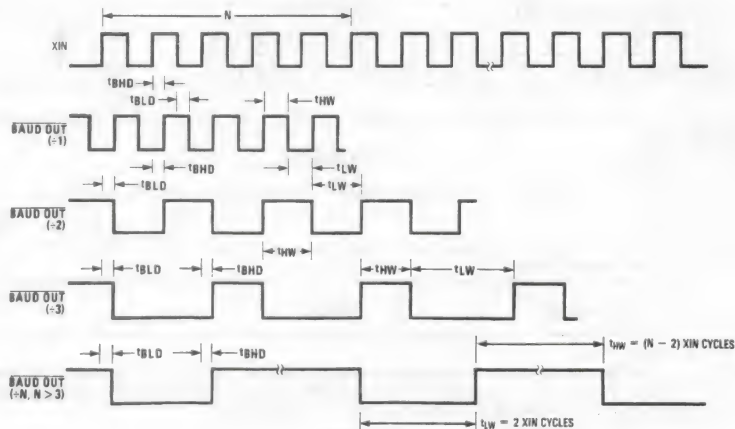 N
XIN
tBHD
tBLD
tHW
BAUD OUT
(÷1)
tBHD
tLW
tBLD
tLW
BAUD OUT
(÷2)
tHW
tBLD
tBHD
tHW
tLW
BAUD OUT
(÷3)
tHW = (N − 2) XIN CYCLES
tBLD
tBHD
BAUD OUT
(÷N, N > 3)
tLW = 2 XIN CYCLES